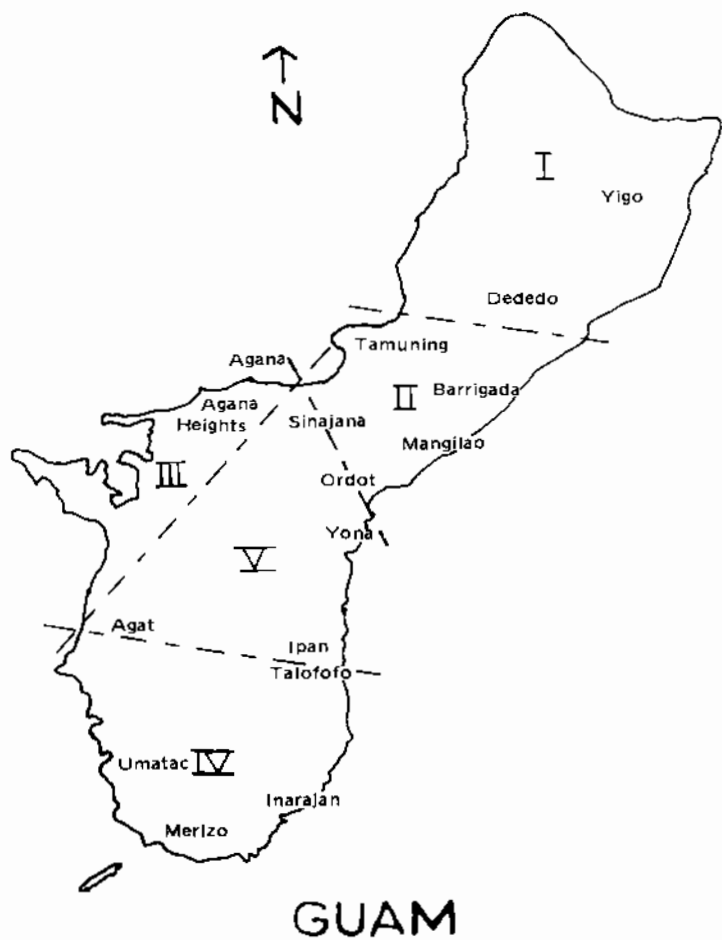 N
I
Yigo
Dededo
Tamuning
Agana
II
Barrigada
Agana
Heights
Sinajana
Mangilao
III
Ordot
Yona
V
Agat
Ipan
Talofofo
Umatac
IV
Inarajan
Merizo
GUAM